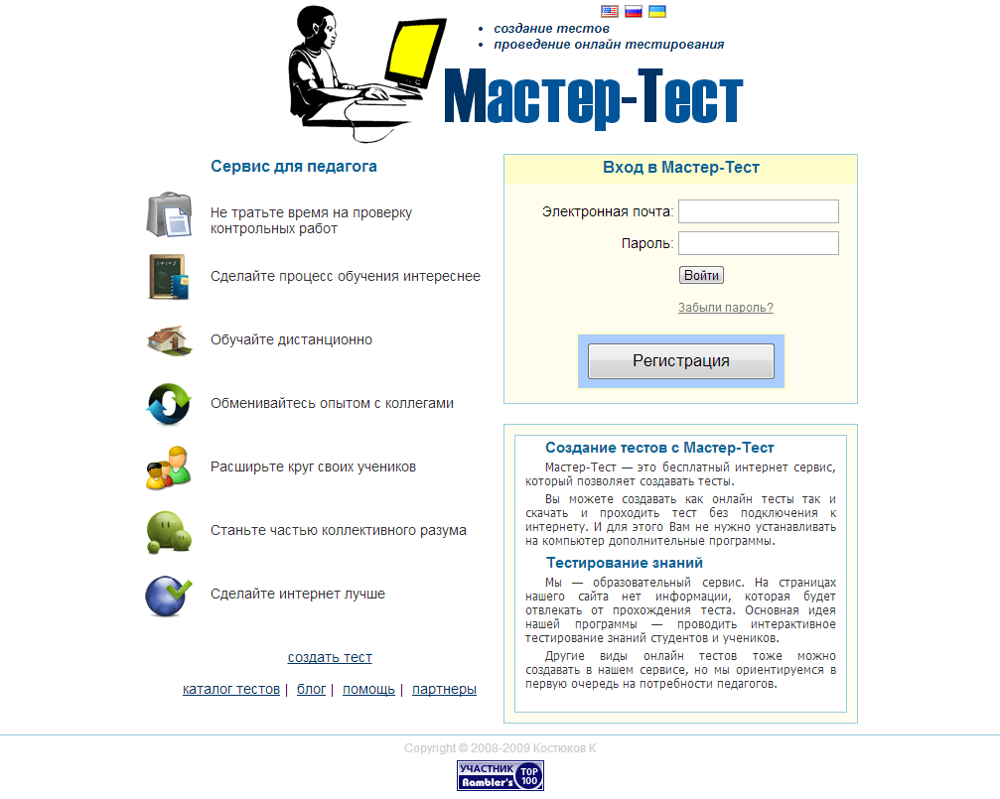 создание тестов
проведение онлайн тестирования
Мастер-Тест
Сервис для педагога
Не тратьте время на проверку
контрольных работ
Сделайте процесс обучения интереснее
Обучайте дистанционно
Обменивайтесь опытом с коллегами
Расширьте круг своих учеников
Станьте частью коллективного разума
Сделайте интернет лучше
создать тест
каталог тестов | блог | помощь | партнеры
Вход в Мастер-Тест
Электронная почта:
Пароль:
Войти
Забыли пароль?
Регистрация
Создание тестов с Мастер-Тест
Мастер-Тест — это бесплатный интернет сервис,
который позволяет создавать тесты.
Вы можете создавать как онлайн тесты так и
скачать и проходить тест без подключения к
интернету. И для этого Вам не нужно устанавливать
на компьютер дополнительные программы.
Тестирование знаний
Мы — образовательный сервис. На страницах
нашего сайта нет информации, которая будет
отвлекать от прохождения теста. Основная идея
нашей программы — проводить интерактивное
тестирование знаний студентов и учеников.
Другие виды онлайн тестов тоже можно
создавать в нашем сервисе, но мы ориентируемся в
первую очередь на потребности педагогов.
Copyright © 2008-2009 Костюков К
УЧАСТНИК
Rambler's
TOP
100